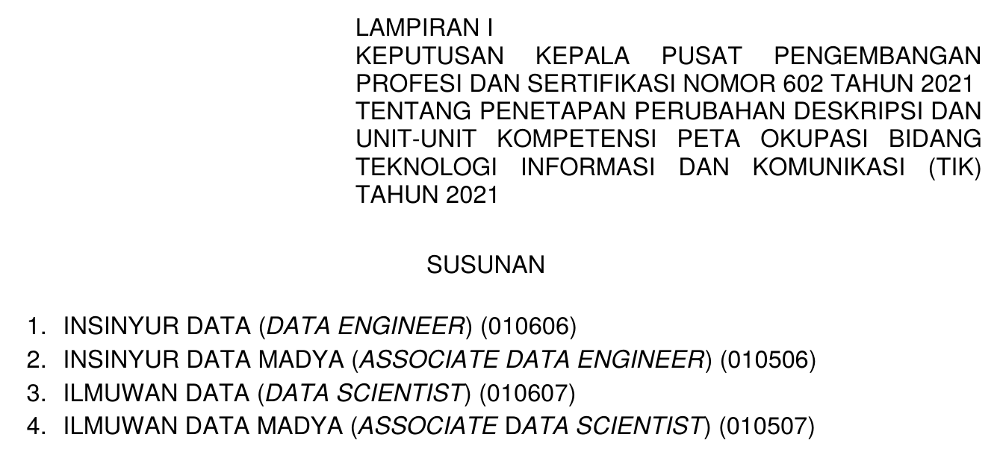 LAMPIRAN I
KEPUTUSAN KEPALA PUSAT PENGEMBANGAN
PROFESI DAN SERTIFIKASI NOMOR 602 TAHUN 2021
TENTANG PENETAPAN PERUBAHAN DESKRIPSI DAN
UNIT-UNIT KOMPETENSI PETA OKUPASI BIDANG
TEKNOLOGI INFORMASI DAN KOMUNIKASI (TIK)
TAHUN 2021
SUSUNAN
1. INSINYUR DATA (DATA ENGINEER) (010606)
2. INSINYUR DATA MADYA (ASSOCIATE DATA ENGINEER) (010506)
3. ILMUWAN DATA (DATA SCIENTIST) (010607)
4. ILMUWAN DATA MADYA (ASSOCIATE DATA SCIENTIST) (010507)